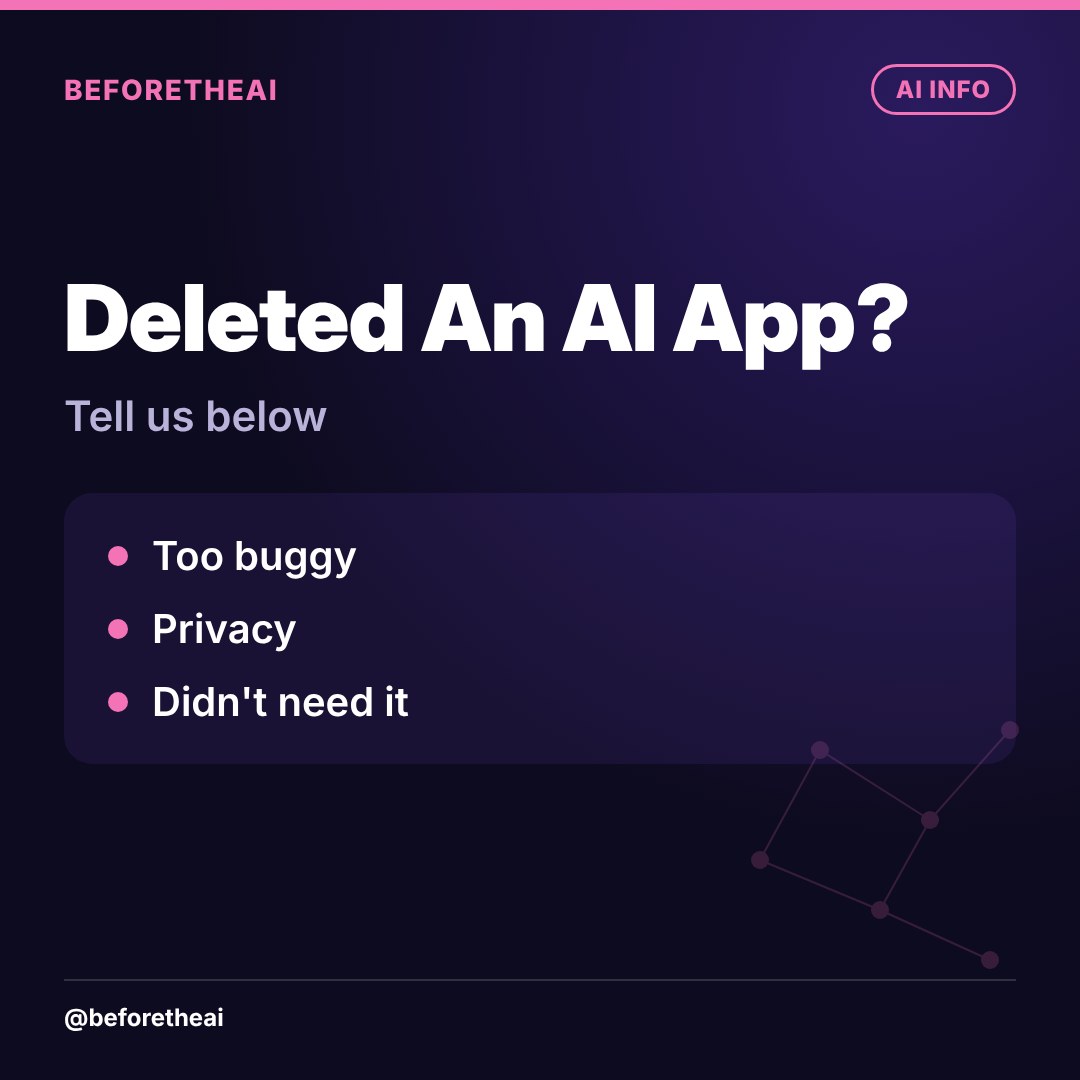 BEFORETHEAI
AI INFO
Deleted An AI App?
Tell us below
Too buggy
Privacy
Didn't need it
@beforetheai